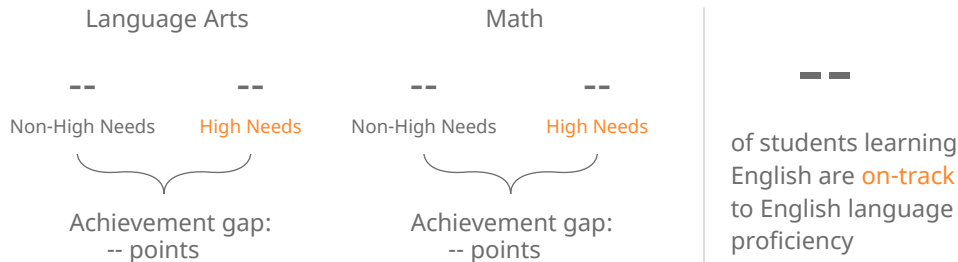 Language Arts
--
--
Non-High Needs
High Needs
Achievement gap:
-- points
Math
--
--
Non-High Needs
High Needs
Achievement gap:
-- points
--
of students learning
English are on-track
to English language
proficiency